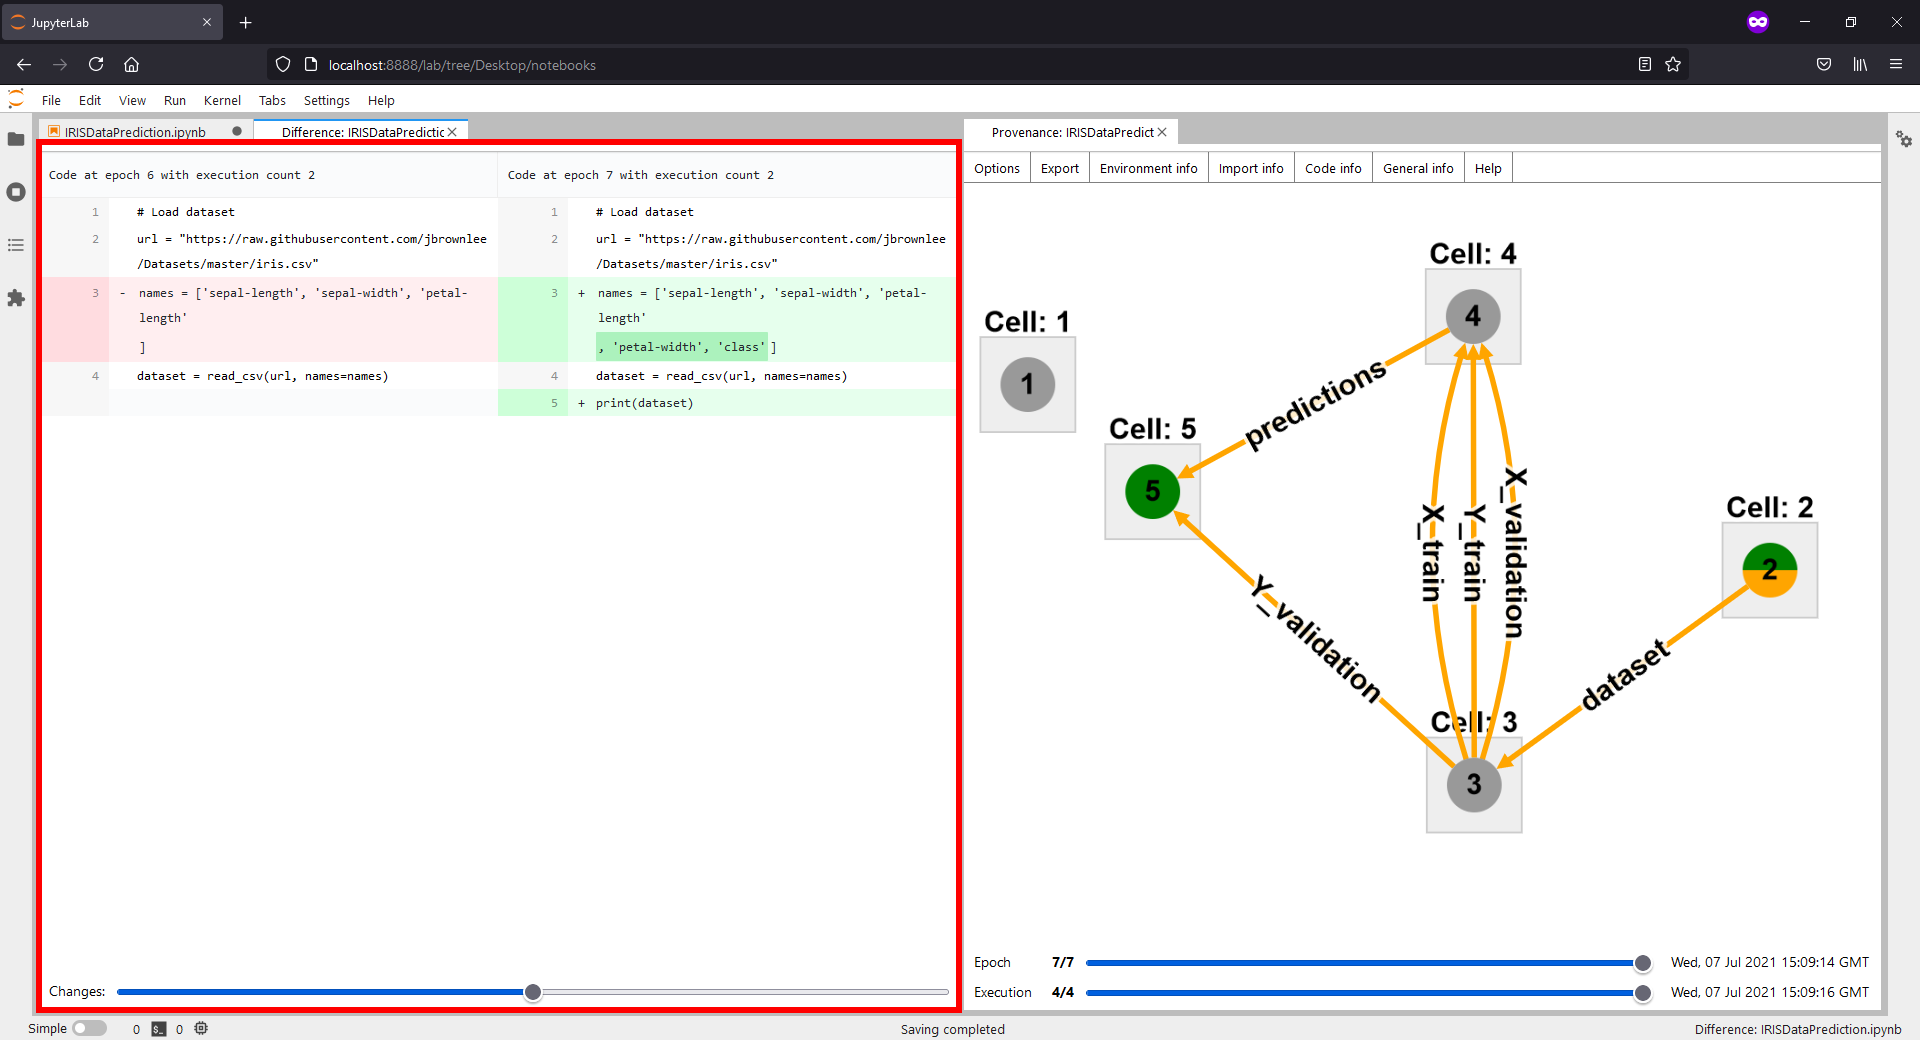 JupyterLab
localhost:8888/lab/tree/Desktop/notebooks
File Edit View Run Kernel Tabs Settings Help
IRISDataPrediction.ipynb
Difference: IRISDataPredictic
Code at epoch 6 with execution count 2
1 # Load dataset
2 url = "https://raw.githubusercontent.com/jbrownlee
/Datasets/master/iris.csv"
3 - names = ['sepal-length', 'sepal-width', 'petal-
length'
]
4 dataset = read_csv(url, names=names)
Code at epoch 7 with execution count 2
1 # Load dataset
2 url = "https://raw.githubusercontent.com/jbrownlee
/Datasets/master/iris.csv"
3 + names = ['sepal-length', 'sepal-width', 'petal-
length'
, 'petal-width', 'class' ]
4 dataset = read_csv(url, names=names)
5 + print(dataset)
Changes:
Provenance: IRISDataPredict
Options Export Environment info Import info Code info General info Help
Cell: 4
4
Cell: 1
1
predictions
Cell: 5
5
X_train
Y_train
X_validation
Cell: 2
2
Y_validation
dataset
Cell: 3
3
Epoch 7/7 Wed, 07 Jul 2021 15:09:14 GMT
Execution 4/4 Wed, 07 Jul 2021 15:09:16 GMT
Simple 0 $_ 0
Saving completed
Difference: IRISDataPrediction.ipynb